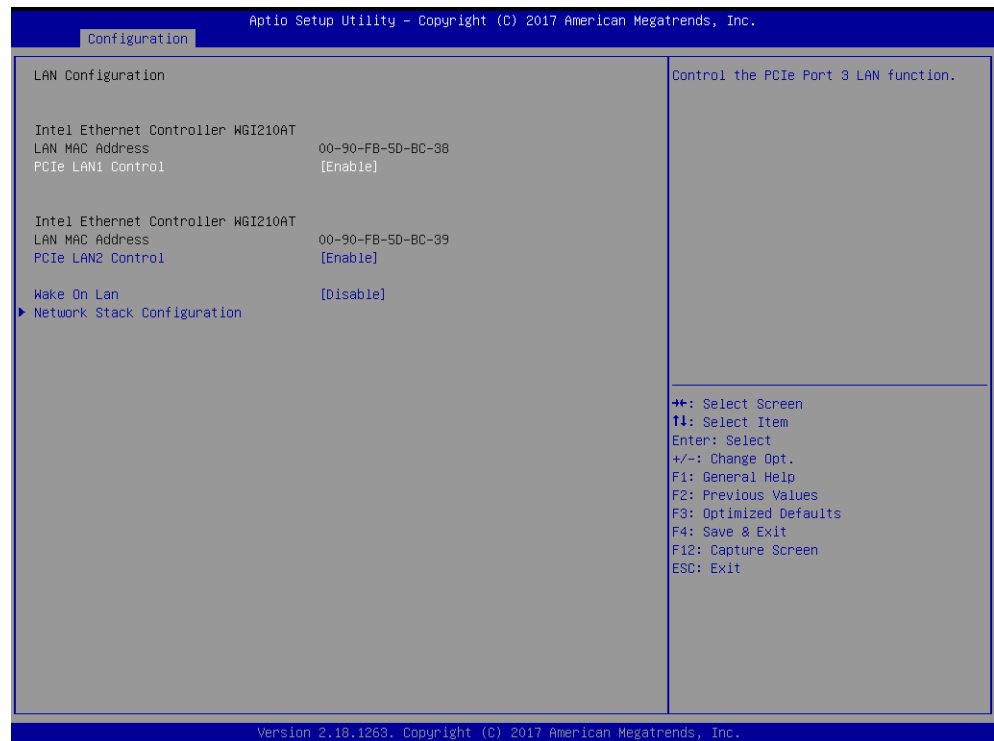 Aptio Setup Utility – Copyright (C) 2017 American Megatrends, Inc.
Configuration
LAN Configuration
Intel Ethernet Controller WGI210AT
LAN MAC Address 00-90-FB-5D-BC-38
PCIe LAN1 Control [Enable]
Intel Ethernet Controller WGI210AT
LAN MAC Address 00-90-FB-5D-BC-39
PCIe LAN2 Control [Enable]
Wake On Lan [Disable]
Network Stack Configuration
Control the PCIe Port 3 LAN function.
→←: Select Screen
↑↓: Select Item
Enter: Select
+/-: Change Opt.
F1: General Help
F2: Previous Values
F3: Optimized Defaults
F4: Save & Exit
F12: Capture Screen
ESC: Exit
Version 2.18.1263. Copyright (C) 2017 American Megatrends, Inc.